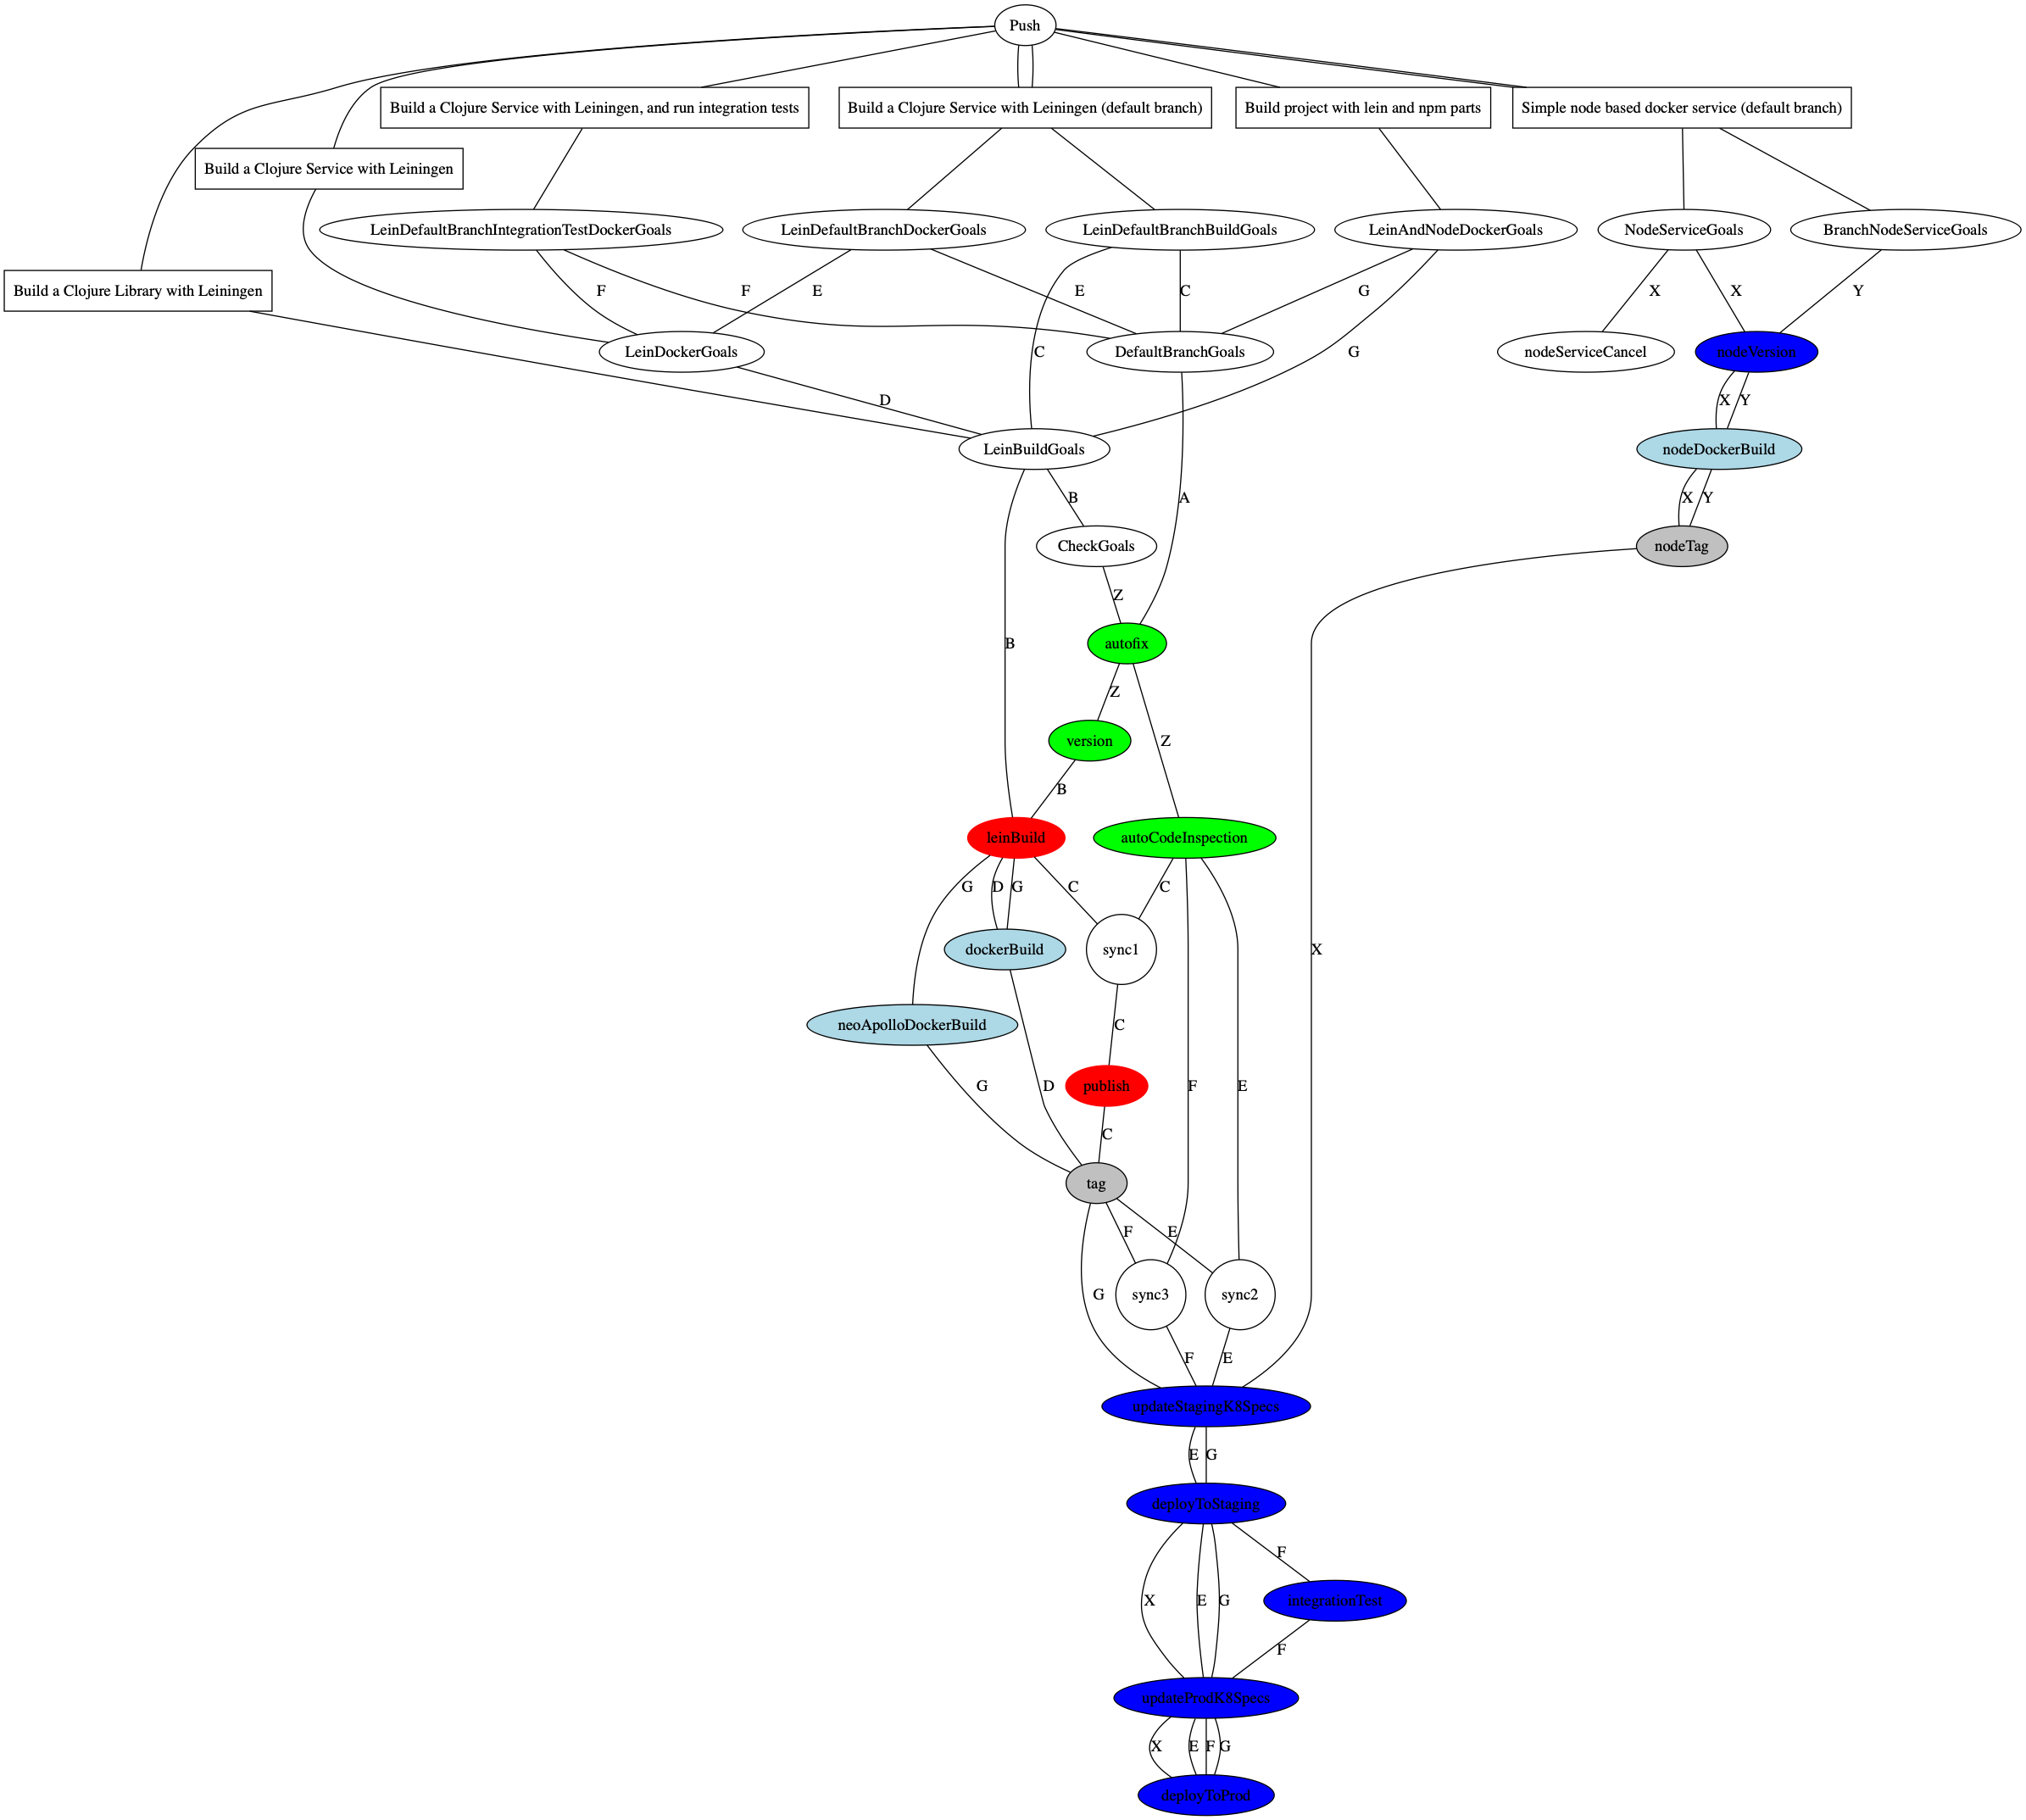 Push
Build a Clojure Service with Leiningen, and run integration tests
Build a Clojure Service with Leiningen (default branch)
Build project with lein and npm parts
Simple node based docker service (default branch)
Build a Clojure Service with Leiningen
LeinDefaultBranchIntegrationTestDockerGoals
LeinDefaultBranchDockerGoals
LeinDefaultBranchBuildGoals
LeinAndNodeDockerGoals
NodeServiceGoals
BranchNodeServiceGoals
Build a Clojure Library with Leiningen
F
F
E
E
C
G
X
X
Y
LeinDockerGoals
C
DefaultBranchGoals
G
nodeServiceCancel
nodeVersion
D
X
Y
LeinBuildGoals
nodeDockerBuild
B
A
X
Y
CheckGoals
nodeTag
Z
B
autofix
Z
version
Z
B
leinBuild
autoCodeInspection
G
D
G
C
C
dockerBuild
sync1
X
neoApolloDockerBuild
C
G
D
publish
F
E
C
tag
F
E
G
sync3
sync2
F
E
updateStagingK8Specs
E
G
deployToStaging
F
X
E
G
integrationTest
F
updateProdK8Specs
X
E
F
G
deployToProd